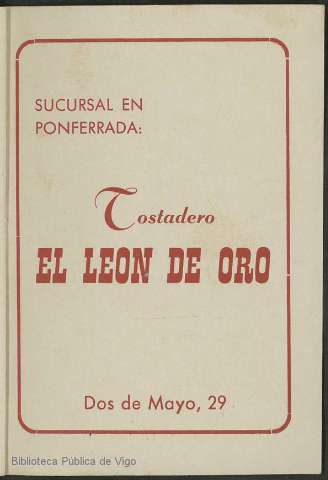 SUCURSAL EN
PONFERRADA:
Tostadero
EL LEON DE ORO
Dos de Mayo, 29
Biblioteca Pública de Vigo